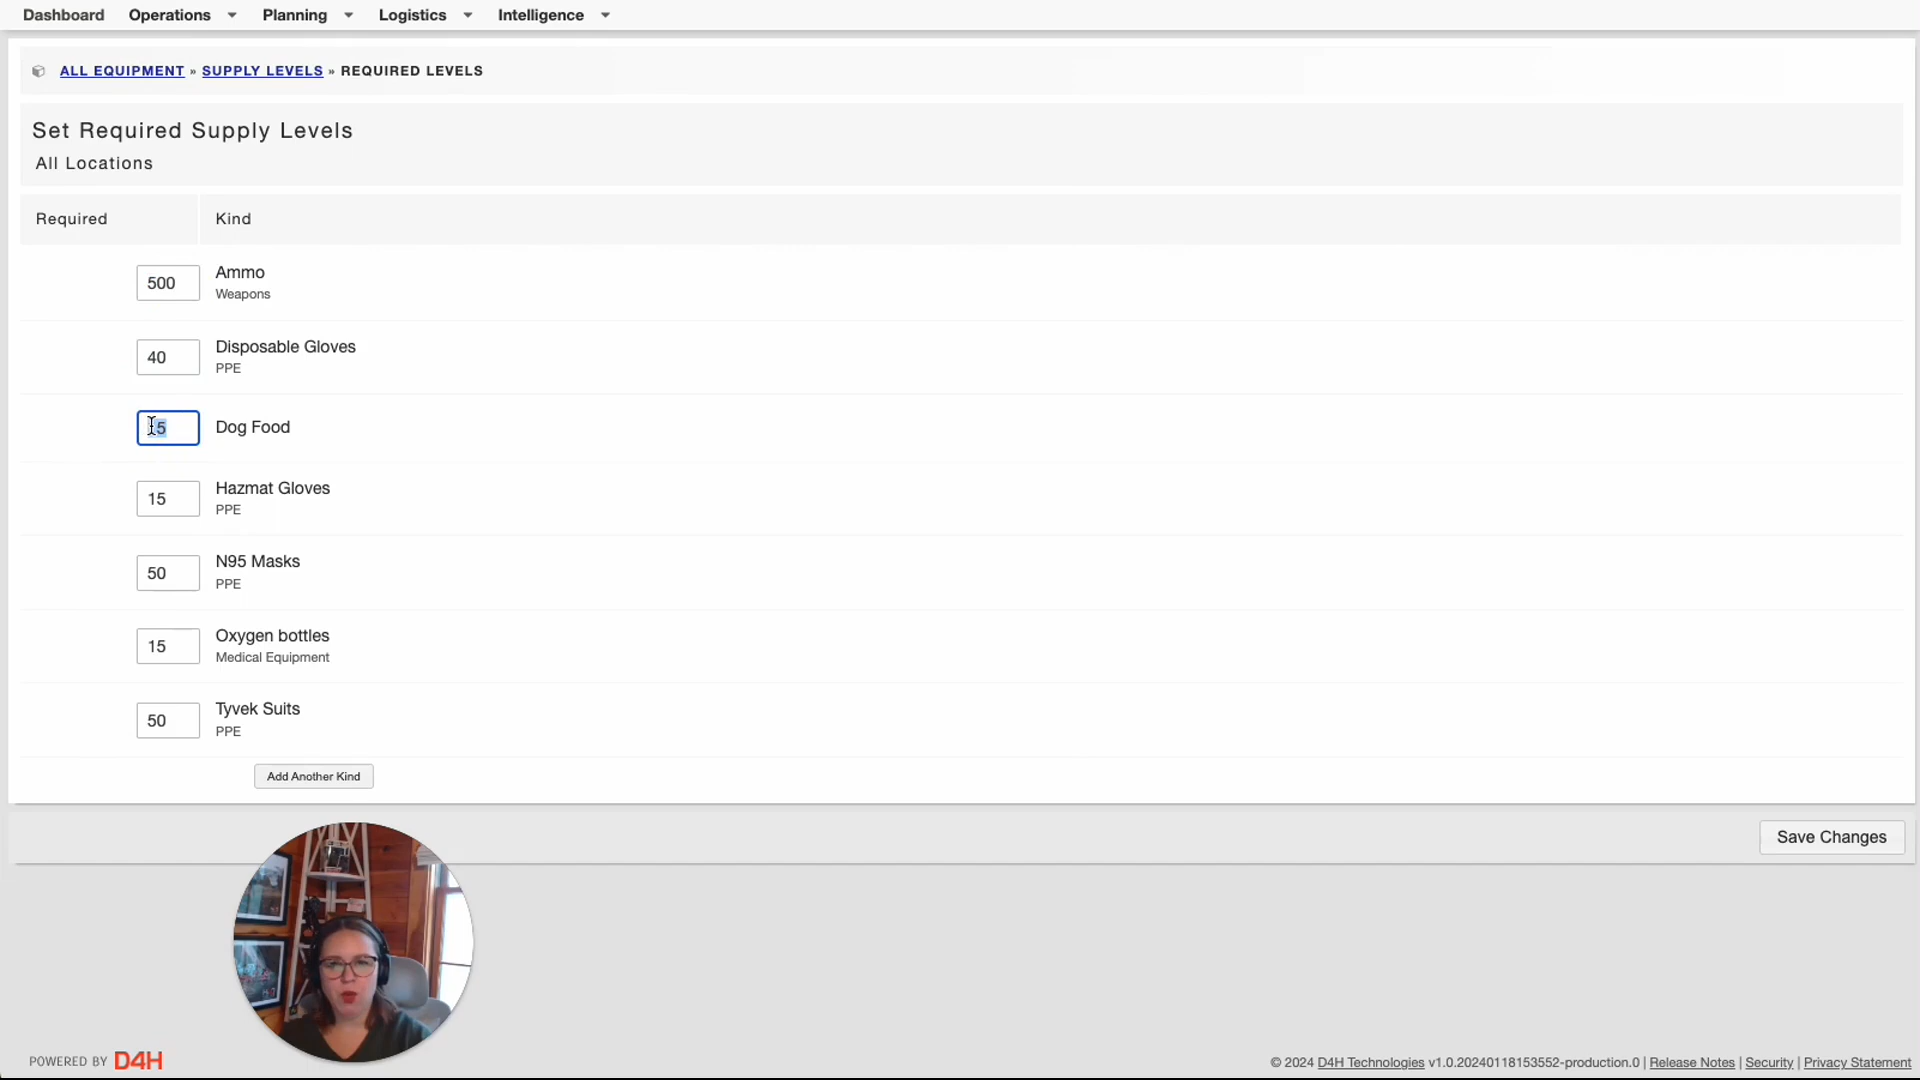 Dashboard Operations Planning Logistics Intelligence
ALL EQUIPMENT » SUPPLY LEVELS » REQUIRED LEVELS
Set Required Supply Levels
All Locations
Required Kind
500 Ammo
Weapons
40 Disposable Gloves
PPE
Dog Food
15 Hazmat Gloves
PPE
50 N95 Masks
PPE
15 Oxygen bottles
Medical Equipment
50 Tyvek Suits
PPE
Add Another Kind
Save Changes
POWERED BY D4H
© 2024 D4H Technologies v1.0.20240118153552-production.0 | Release Notes | Security | Privacy Statement